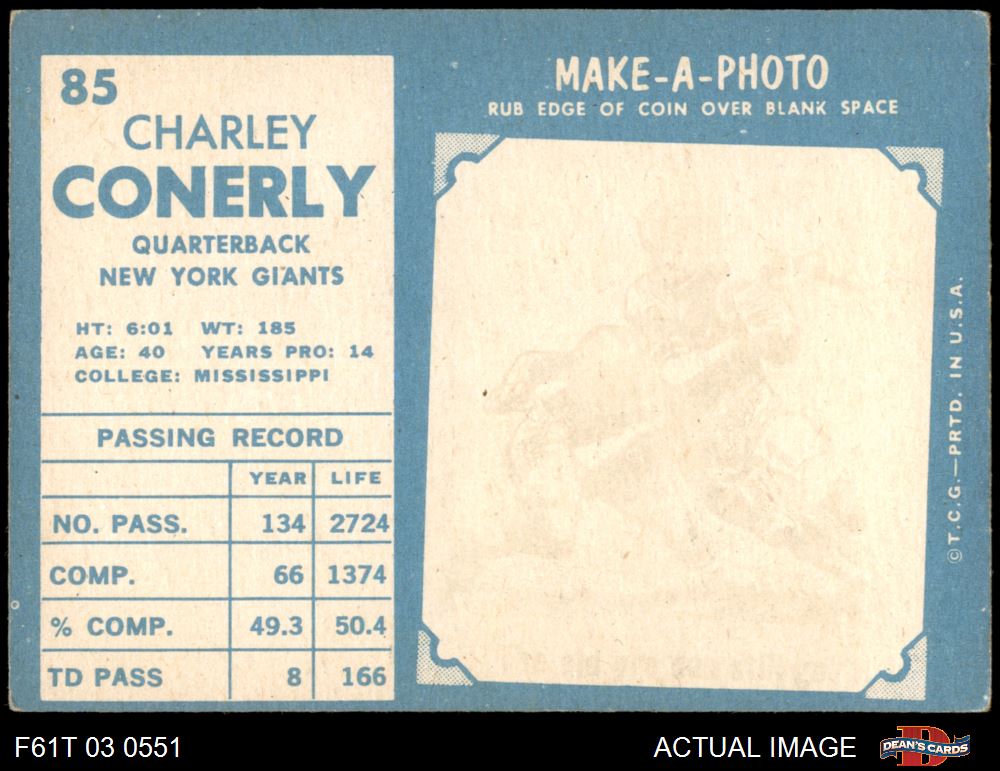 85
CHARLEY
CONERLY
QUARTERBACK
NEW YORK GIANTS
HT: 6:01 WT: 185
AGE: 40 YEARS PRO: 14
COLLEGE: MISSISSIPPI
PASSING RECORD
YEAR LIFE
NO. PASS. 134 2724
COMP. 66 1374
% COMP. 49.3 50.4
TD PASS 8 166
MAKE-A-PHOTO
RUB EDGE OF COIN OVER BLANK SPACE
©T.C.G.—PRTD. IN U.S.A.
F61T 03 0551
ACTUAL IMAGE
DEAN'S CARDS